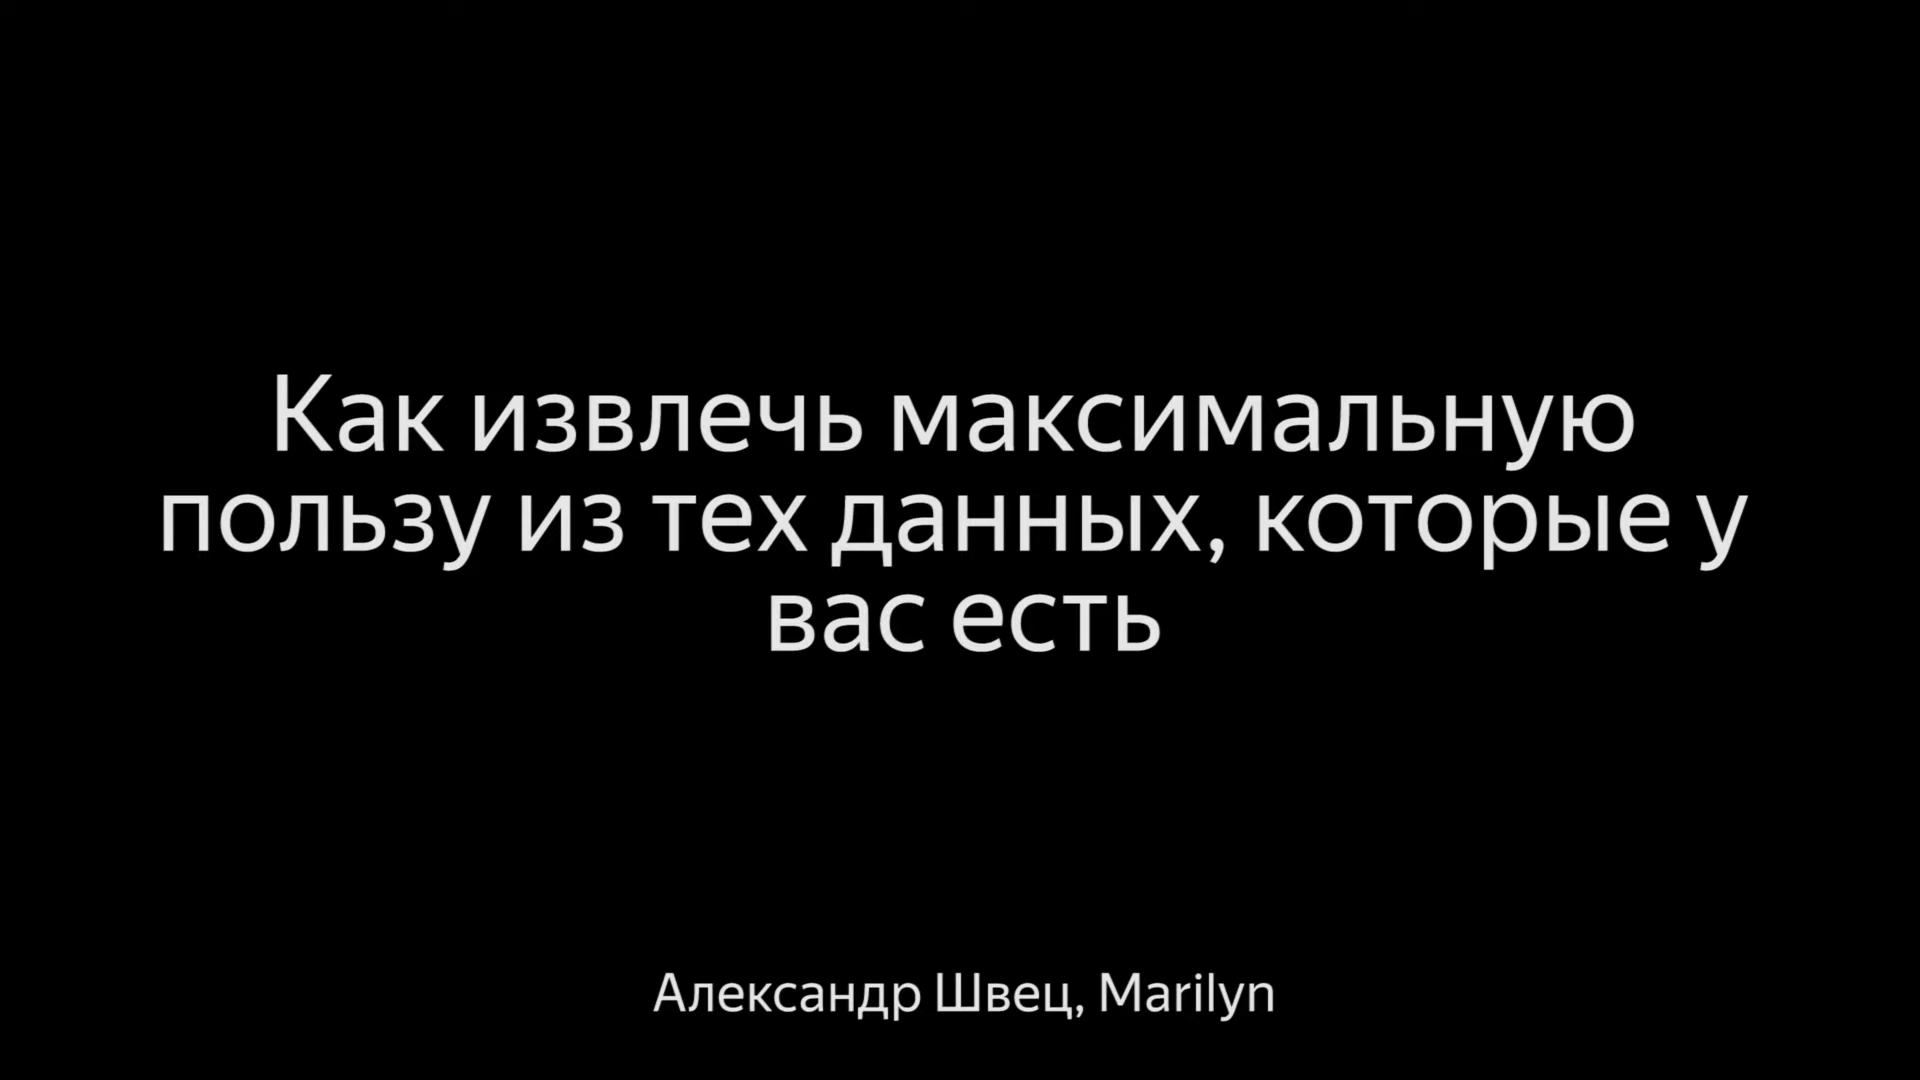 Как извлечь максимальную
пользу из тех данных, которые у
вас есть
Александр Швец, Marilyn